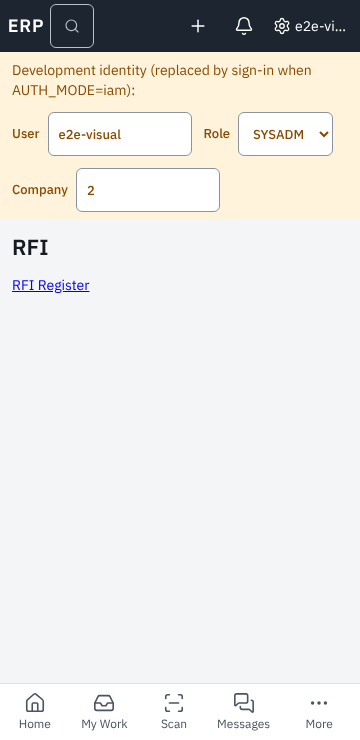 ERP
e2e-vi...
Development identity (replaced by sign-in when
AUTH_MODE=iam):
User e2e-visual Role SYSADM
Company 2
RFI
RFI Register
Home My Work Scan Messages More